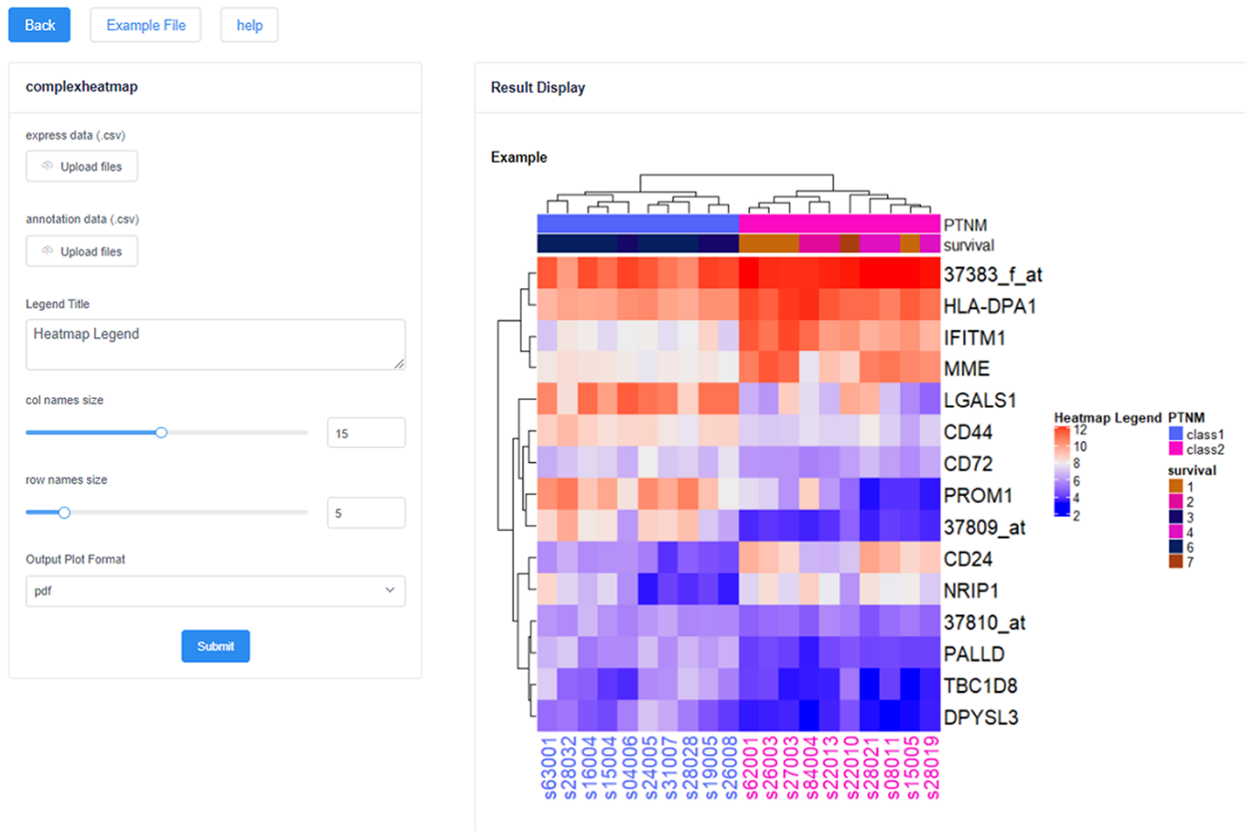 Back
Example File
help
complexheatmap
express data (.csv)
Upload files
annotation data (.csv)
Upload files
Legend Title
Heatmap Legend
col names size
15
row names size
5
Output Plot Format
pdf
Submit
Result Display
Example
PTNM
survival
37383_f_at
HLA-DPA1
IFITM1
MME
LGALS1
CD44
CD72
PROM1
37809_at
CD24
NRIP1
37810_at
PALLD
TBC1D8
DPYSL3
s63001
s28032
s16004
s15004
s04006
s24005
s31007
s28028
s19005
s26008
s62001
s26003
s27003
s84004
s22013
s22010
s28021
s08011
s15005
s28019
Heatmap Legend
12
10
8
6
4
2
PTNM
class1
class2
survival
1
2
3
4
6
7